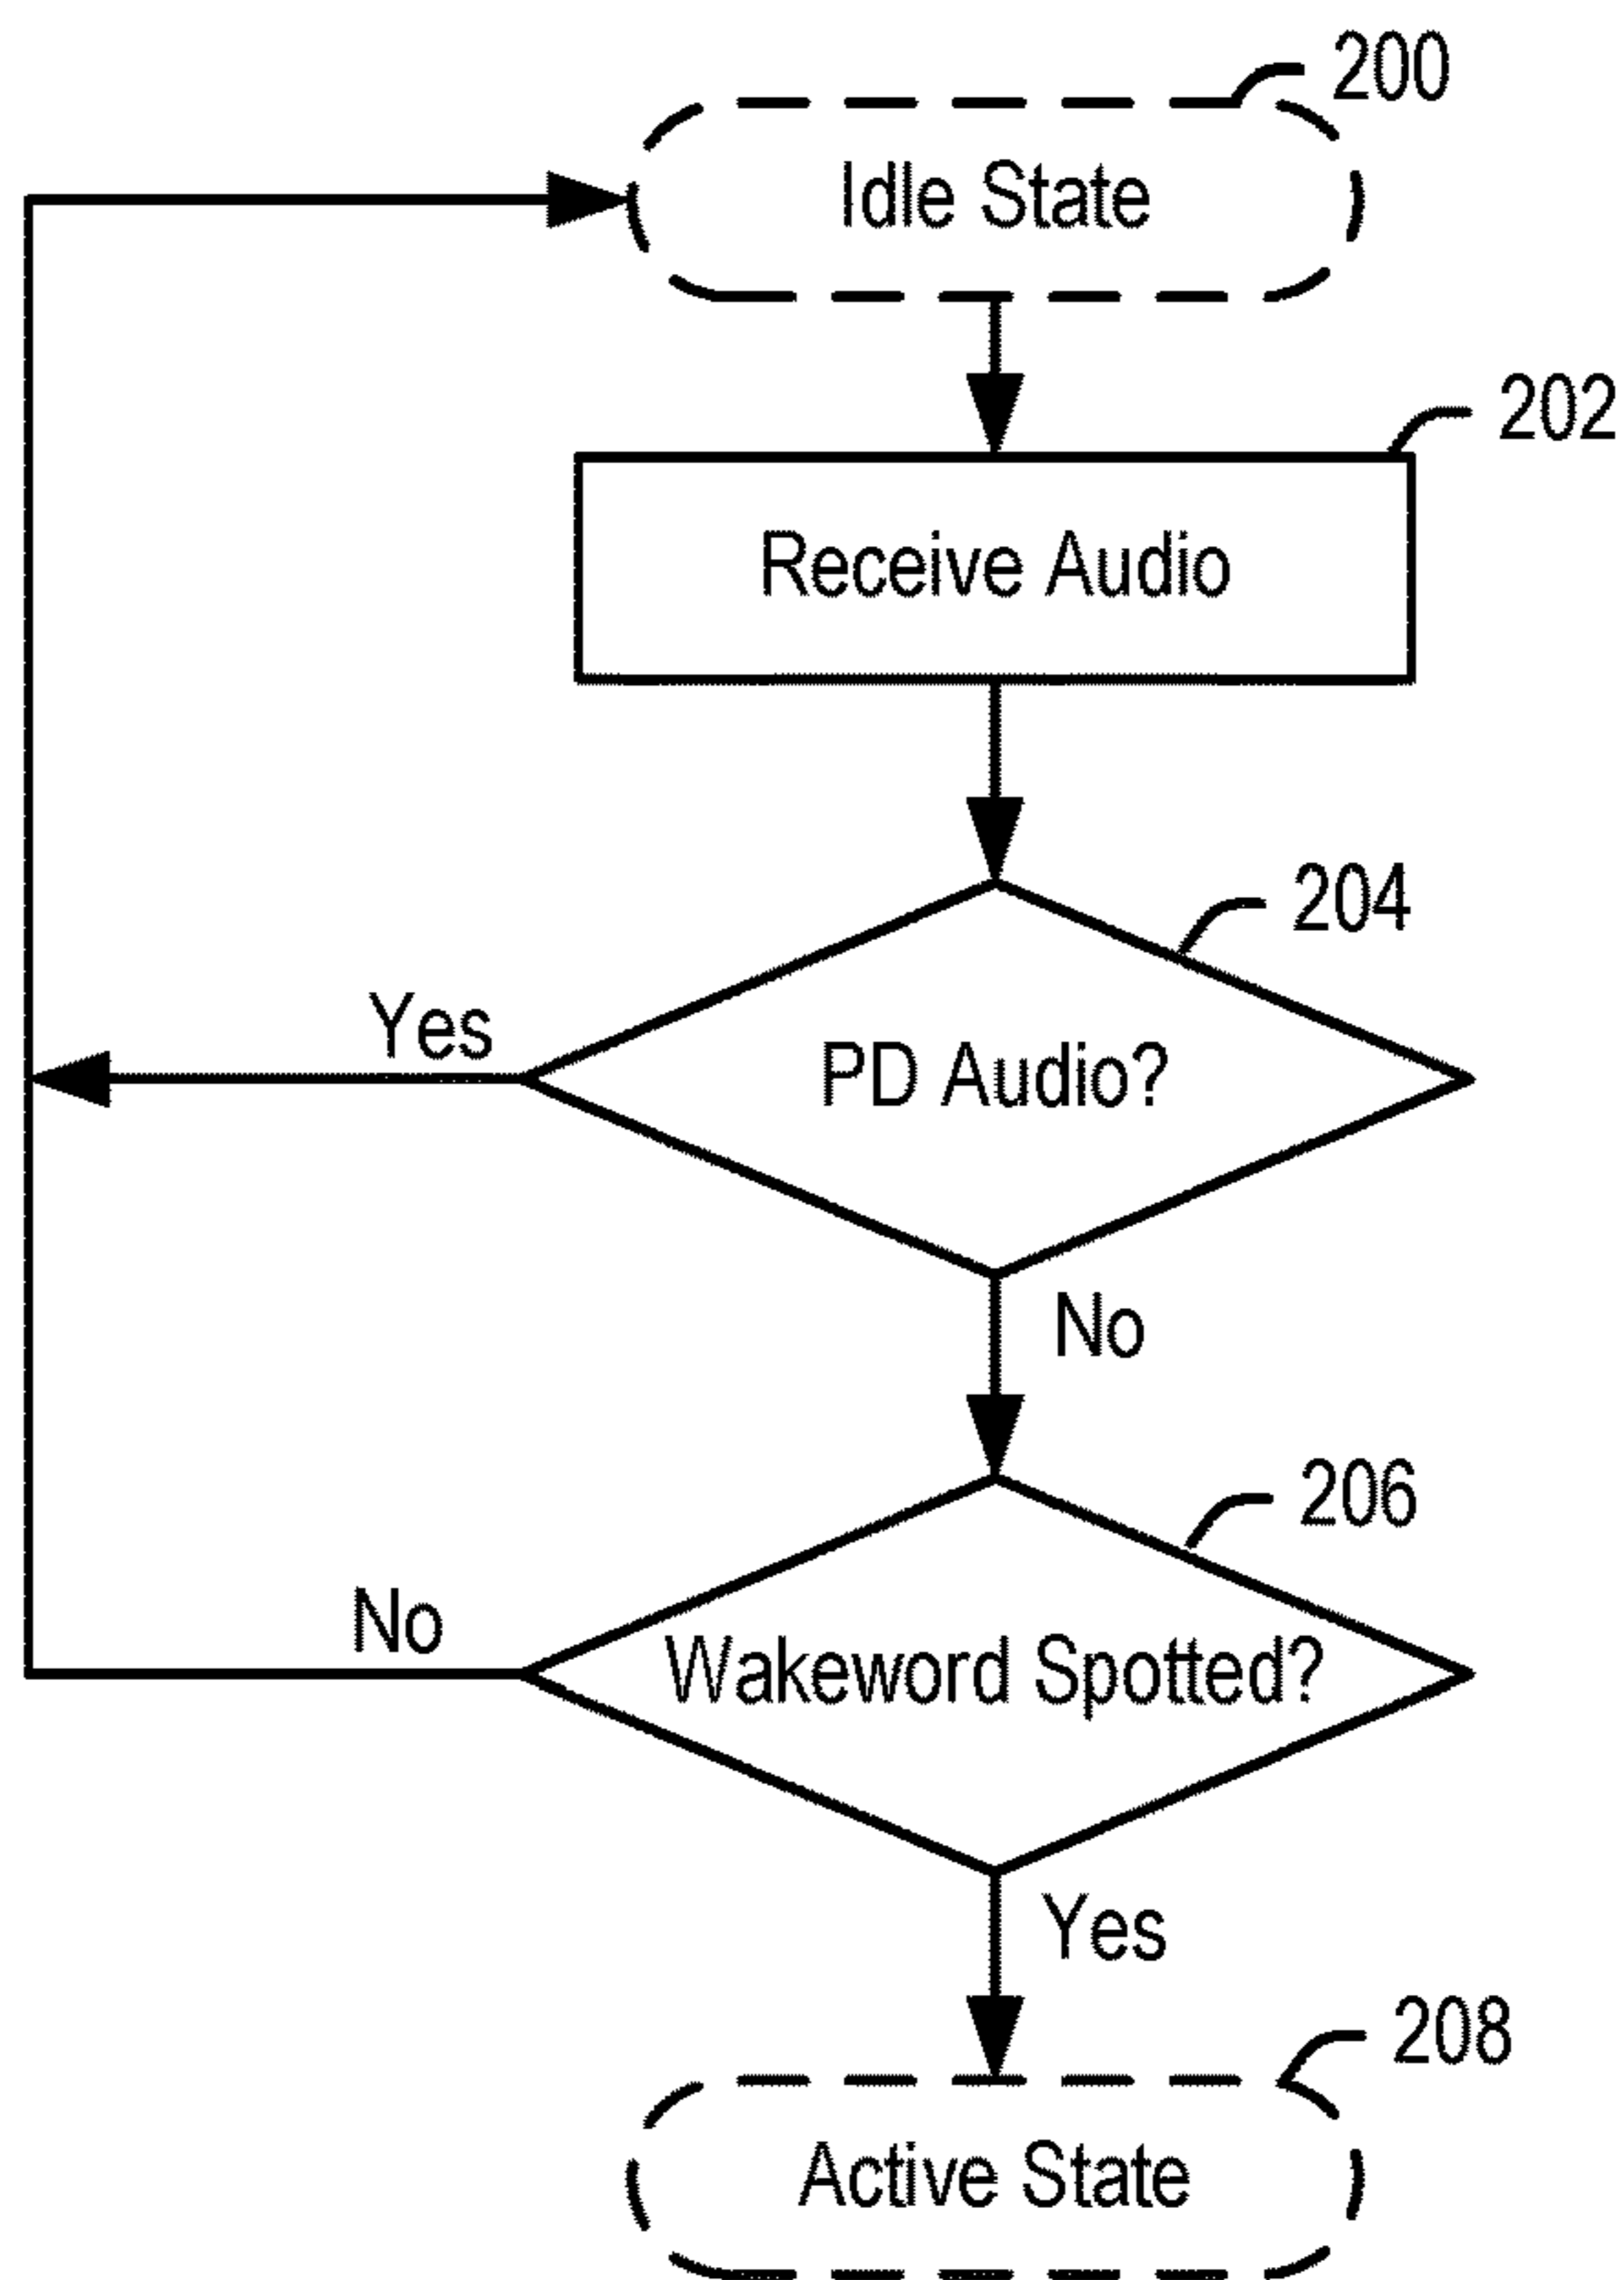 200
Idle State
202
Receive Audio
204
Yes
PD Audio?
No
206
No
Wakeword Spotted?
Yes
208
Active State